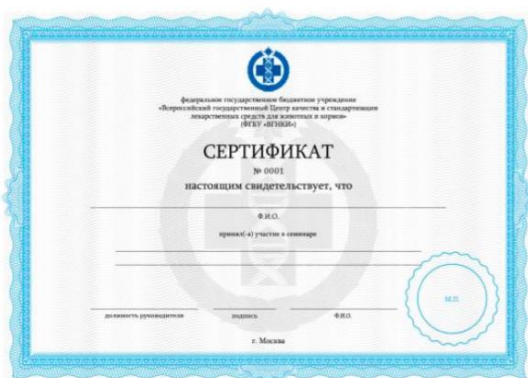 федеральное государственное бюджетное учреждение
«Всероссийский государственный Центр качества и стандартизации
лекарственных средств для животных и кормов»
(ФГБУ «ВГНКИ»)
СЕРТИФИКАТ
№ 0001
настоящим свидетельствует, что
Ф.И.О.
принял(-а) участие в семинаре
М.П.
должность руководителя подпись Ф.И.О.
г. Москва